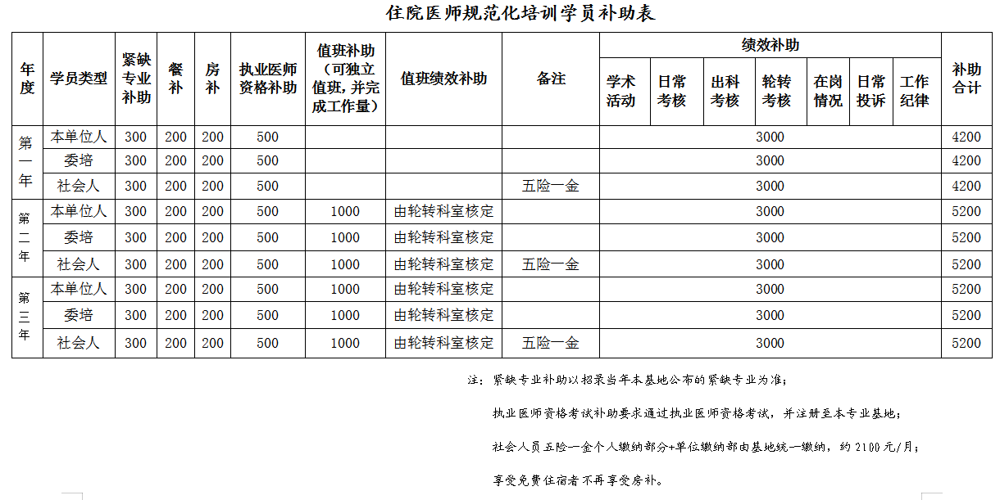 住院医师规范化培训学员补助表
年度 学员类型 紧缺专业补助 餐补 房补 执业医师资格补助 值班补助（可独立值班，并完成工作量） 值班绩效补助 备注 绩效补助 补助合计
学术活动 日常考核 出科考核 轮转考核 在岗情况 日常投诉 工作纪律
第一年 本单位人 300 200 200 500 3000 4200
委培 300 200 200 500 3000 4200
社会人 300 200 200 500 五险一金 3000 4200
第二年 本单位人 300 200 200 500 1000 由轮转科室核定 3000 5200
委培 300 200 200 500 1000 由轮转科室核定 3000 5200
社会人 300 200 200 500 1000 由轮转科室核定 五险一金 3000 5200
第三年 本单位人 300 200 200 500 1000 由轮转科室核定 3000 5200
委培 300 200 200 500 1000 由轮转科室核定 3000 5200
社会人 300 200 200 500 1000 由轮转科室核定 五险一金 3000 5200
注：紧缺专业补助以招录当年本基地公布的紧缺专业为准；
执业医师资格考试补助要求通过执业医师资格考试，并注册至本专业基地；
社会人员五险一金个人缴纳部分+单位缴纳部由基地统一缴纳，约2100元/月；
享受免费住宿者不再享受房补。